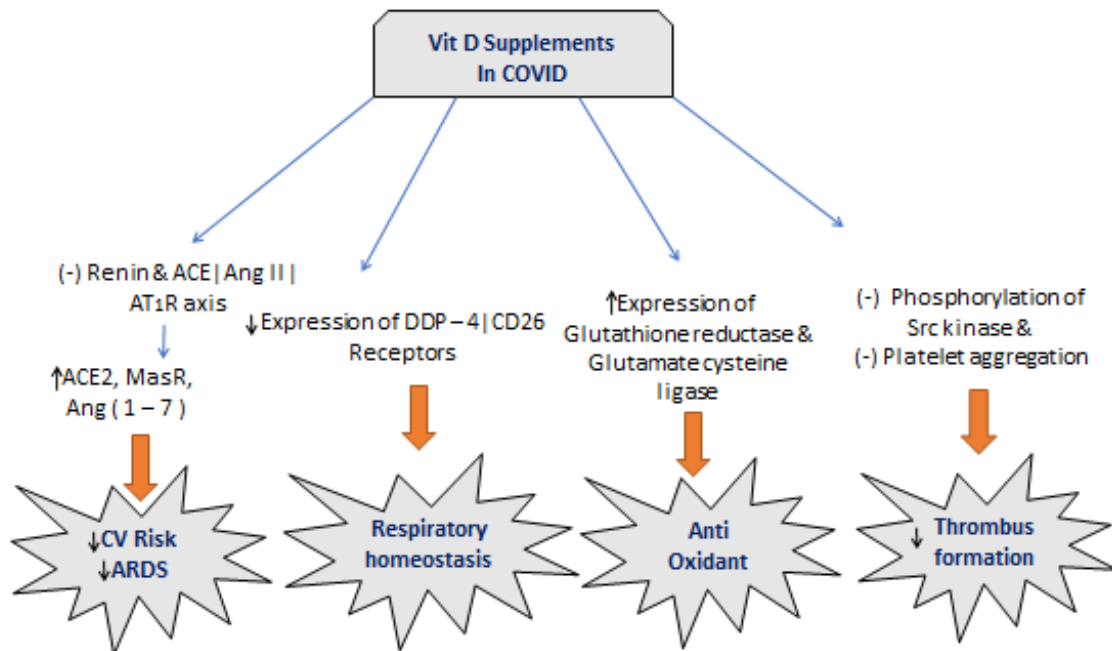 Vit D Supplements
In COVID
(-) Renin & ACE | Ang II |
AT1R axis
↑ACE2, MasR,
Ang ( 1 – 7 )
↓CV Risk
↓ARDS
↓Expression of DDP – 4 | CD26
Receptors
Respiratory
homeostasis
↑Expression of
Glutathione reductase &
Glutamate cysteine
ligase
Anti
Oxidant
(-) Phosphorylation of
Src kinase &
(-) Platelet aggregation
↓ Thrombus
formation